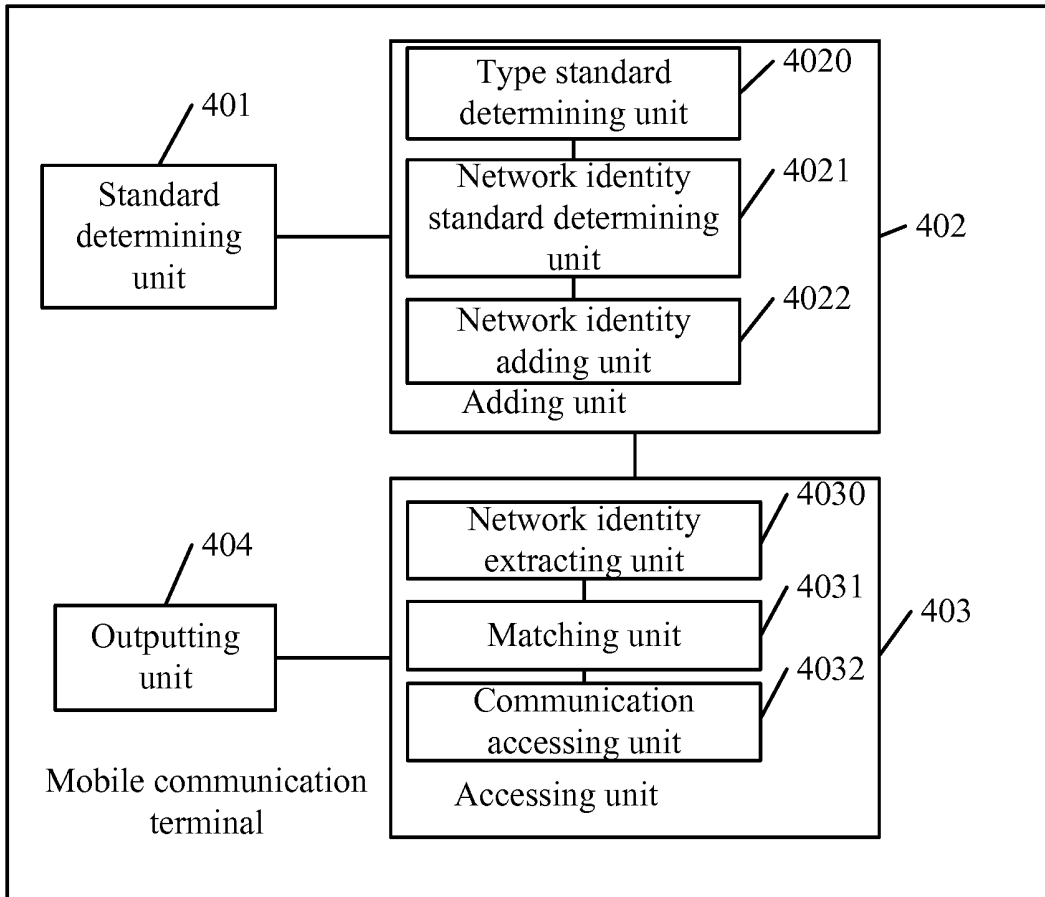 401
Standard
determining
unit
Type standard
determining unit
4020
Network identity
standard determining
unit
4021
Network identity
adding unit
4022
Adding unit
402
404
Outputting
unit
Network identity
extracting unit
4030
Matching unit
4031
Communication
accessing unit
4032
Accessing unit
403
Mobile communication
terminal